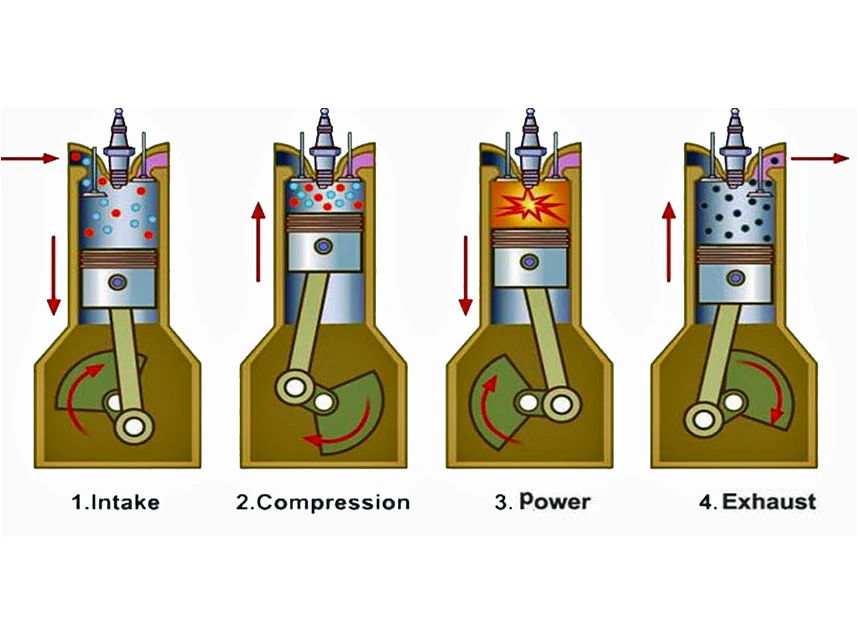 1.Intake
2.Compression
3. Power
4. Exhaust